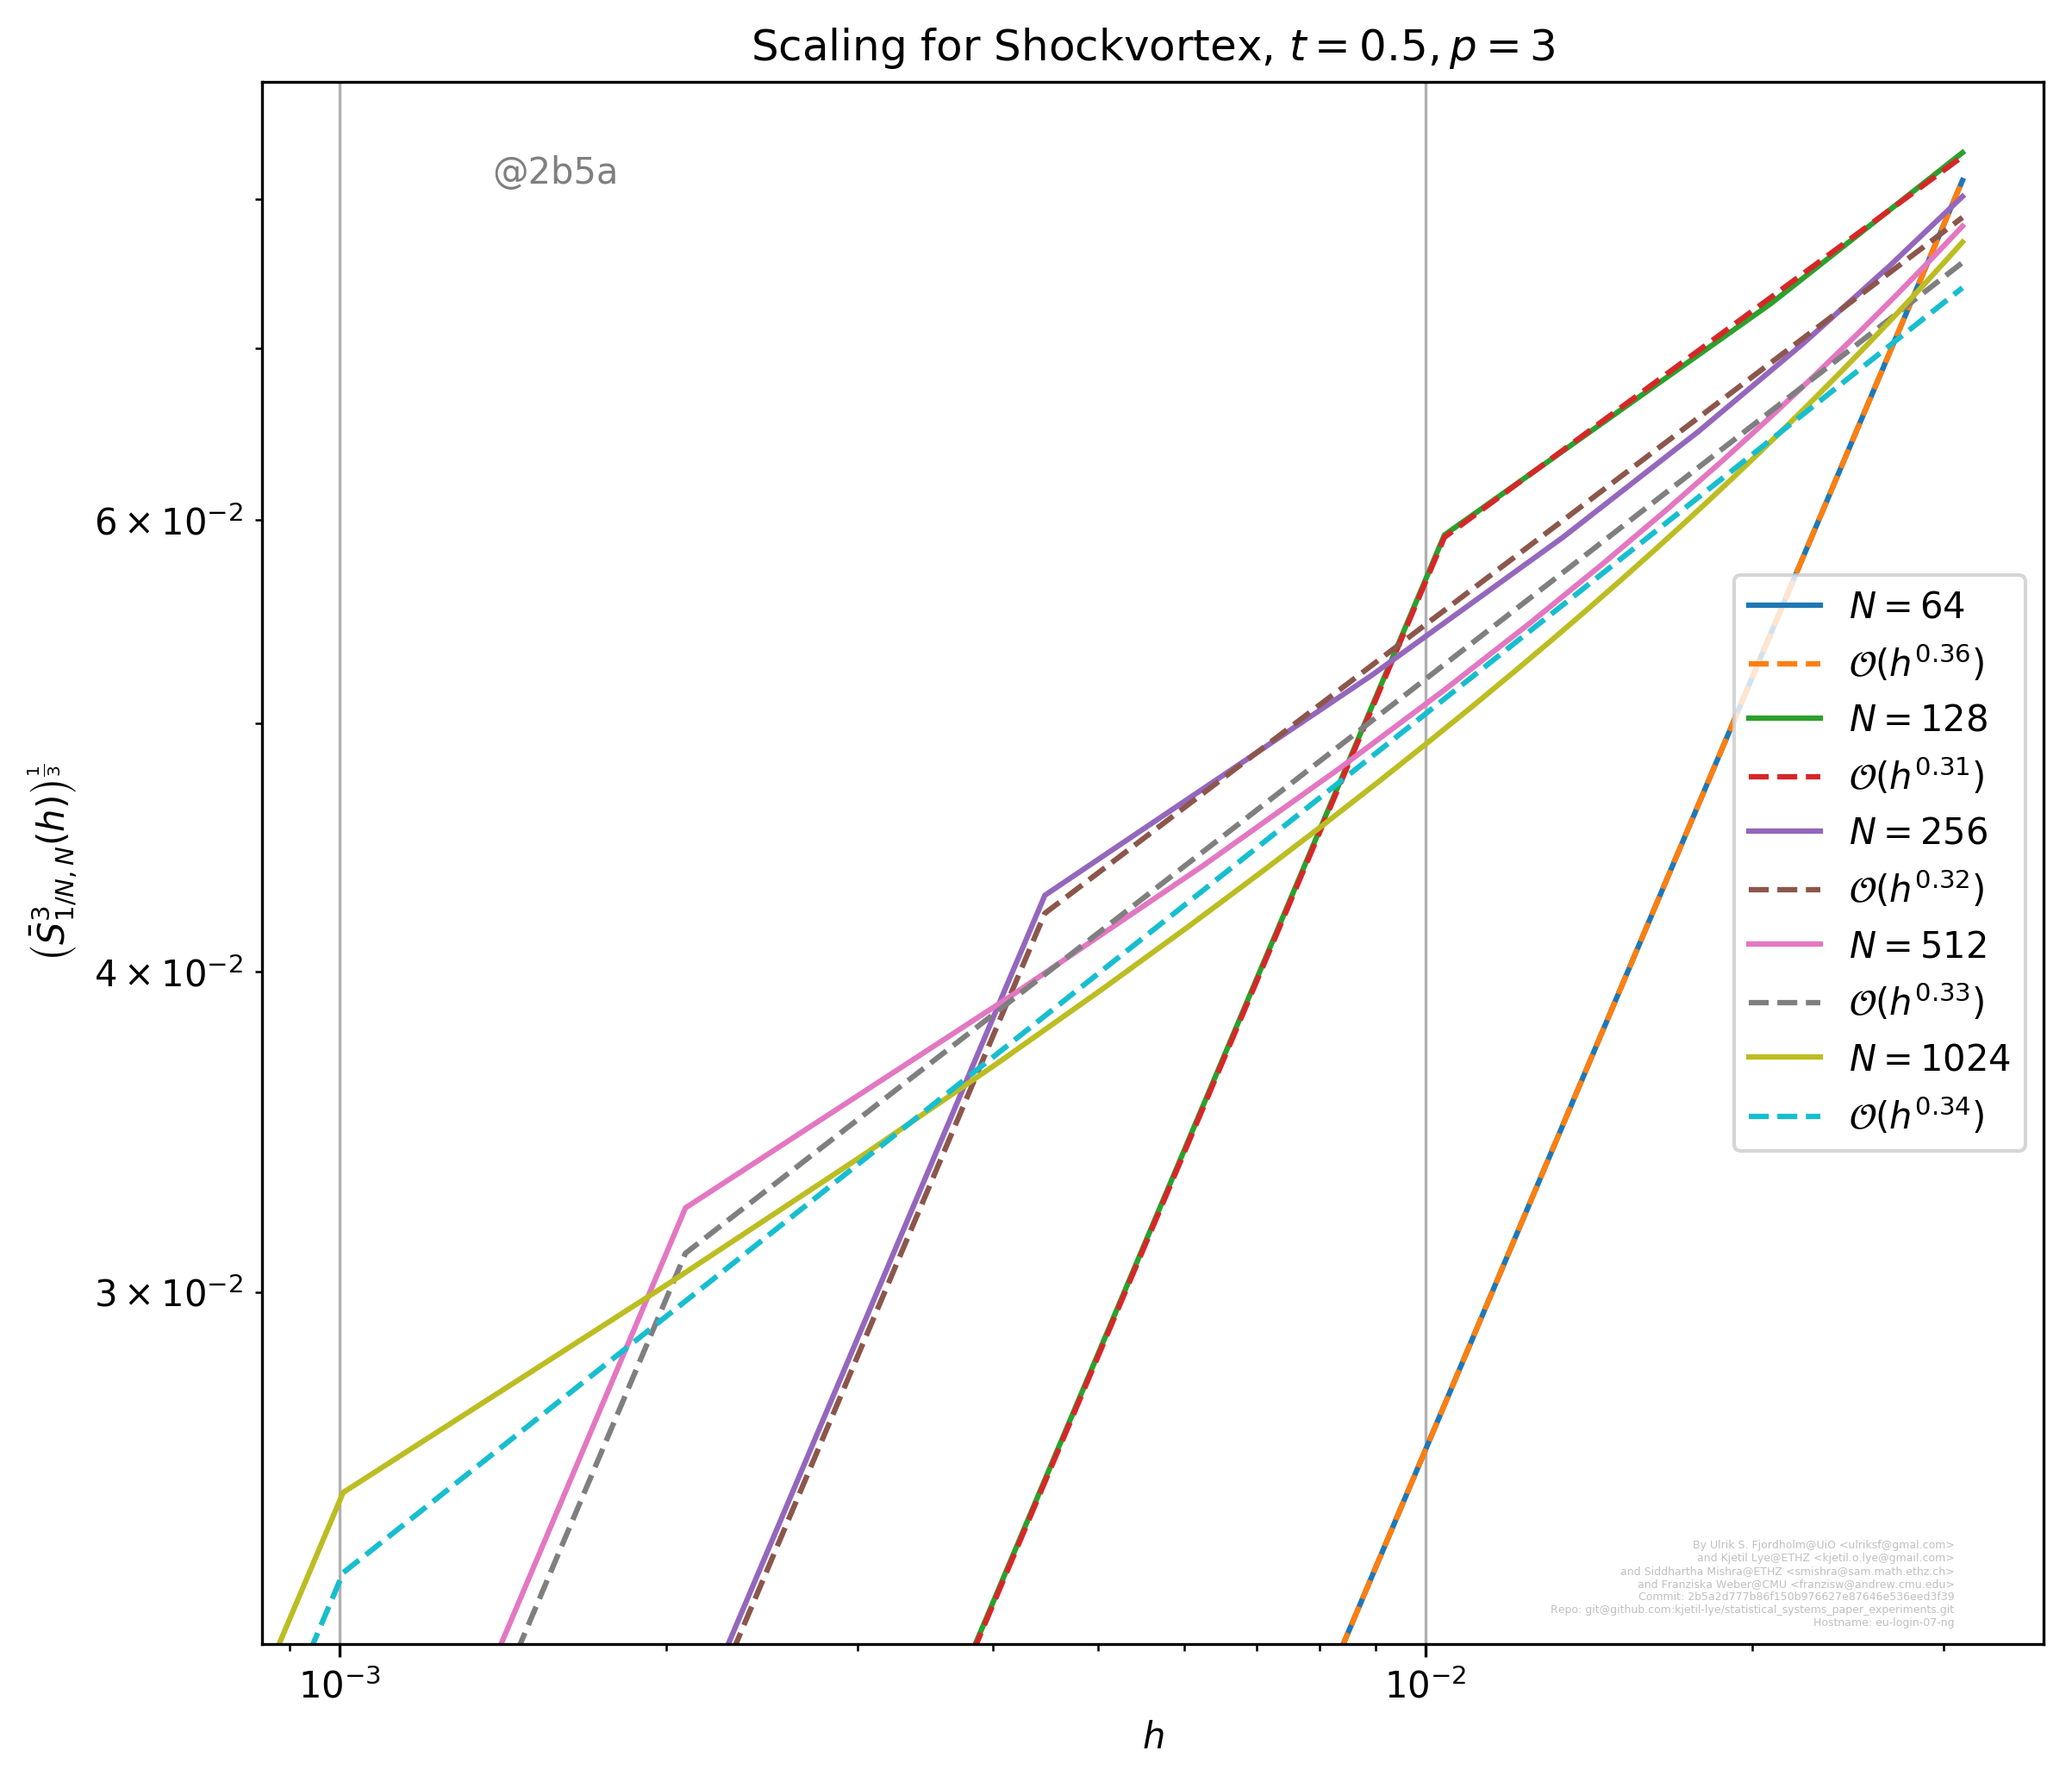 Scaling for Shockvortex, t = 0.5, p = 3
@2b5a
6 × 10⁻²
4 × 10⁻²
3 × 10⁻²
(S̄³₁/N, N(h))^(1/3)
N = 64
𝒪(h^0.36)
N = 128
𝒪(h^0.31)
N = 256
𝒪(h^0.32)
N = 512
𝒪(h^0.33)
N = 1024
𝒪(h^0.34)
By Ulrik S. Fjordholm@UiO <ulriksf@gmal.com>
and Kjetil Lye@ETHZ <kjetil.o.lye@gmail.com>
and Siddhartha Mishra@ETHZ <smishra@sam.math.ethz.ch>
and Franziska Weber@CMU <franzisw@andrew.cmu.edu>
Commit: 2b5a2d777b86f150b976627e87646e536eed3f39
Repo: git@github.com:kjetil-lye/statistical_systems_paper_experiments.git
Hostname: eu-login-07-ng
10⁻³
10⁻²
h